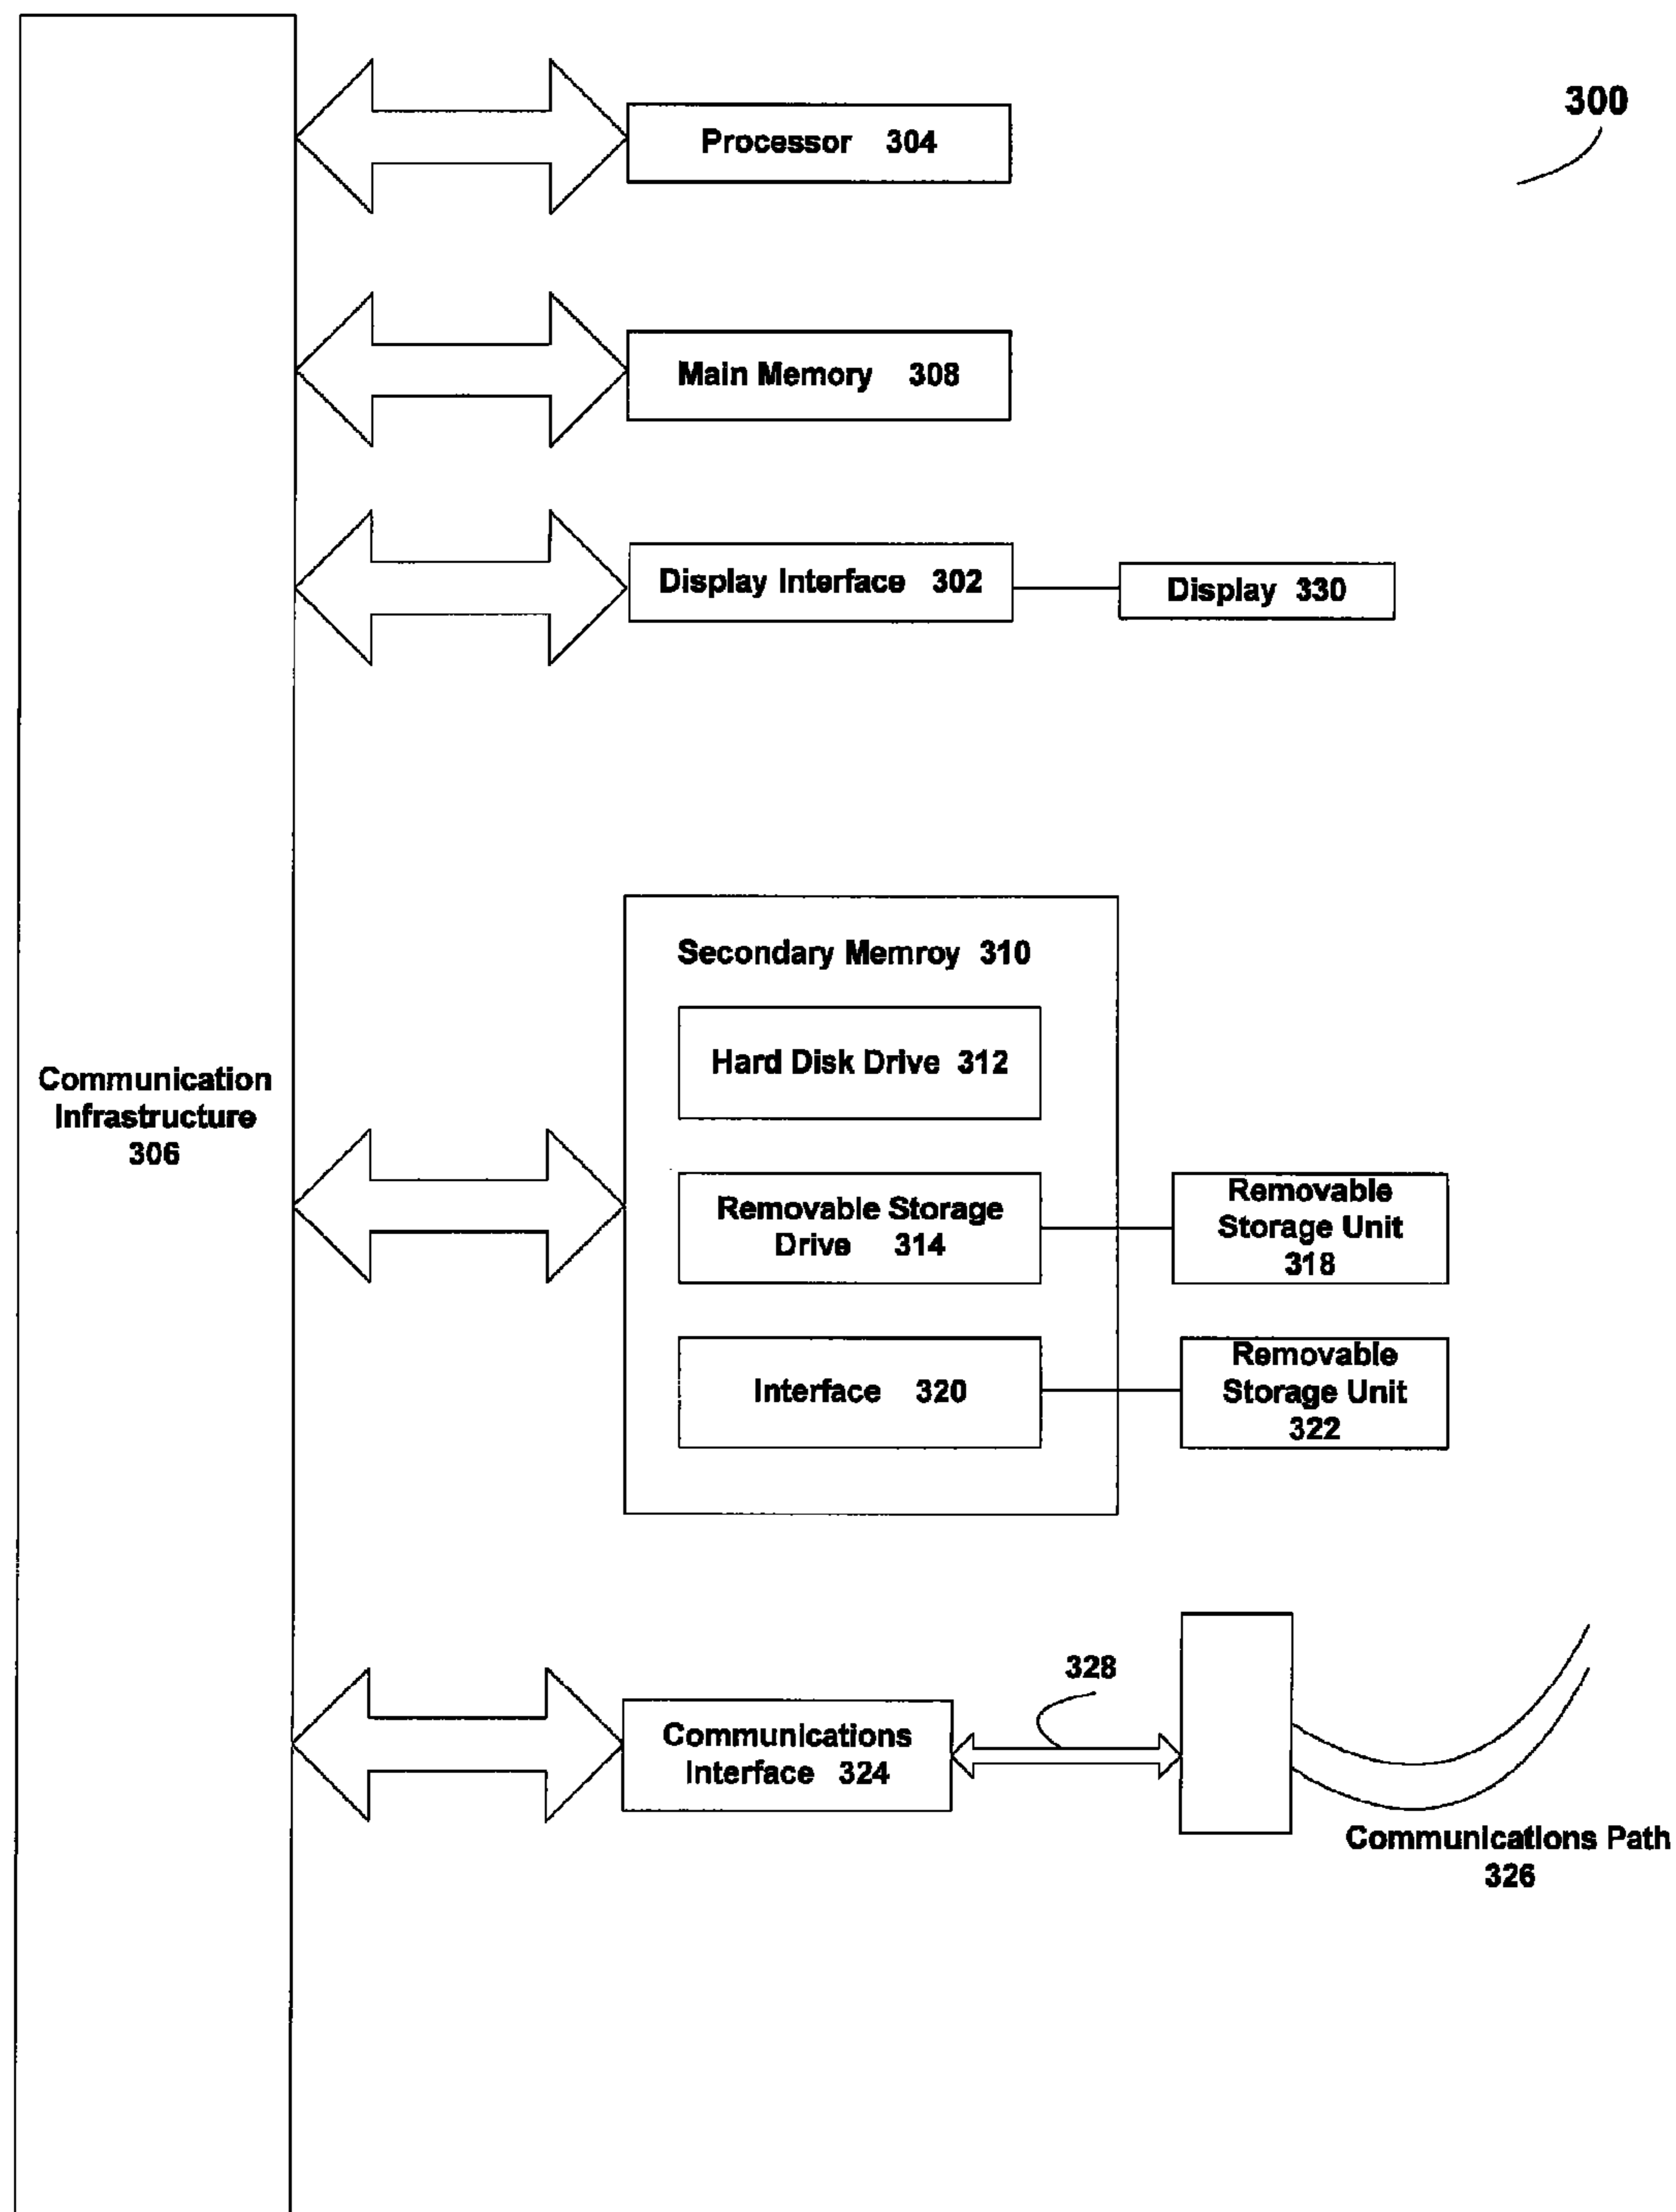 300
Processor 304
Main Memory 308
Display Interface 302
Display 330
Secondary Memroy 310
Hard Disk Drive 312
Communication
Infrastructure
306
Removable Storage
Drive 314
Removable
Storage Unit
318
Interface 320
Removable
Storage Unit
322
328
Communications
Interface 324
Communications Path
326